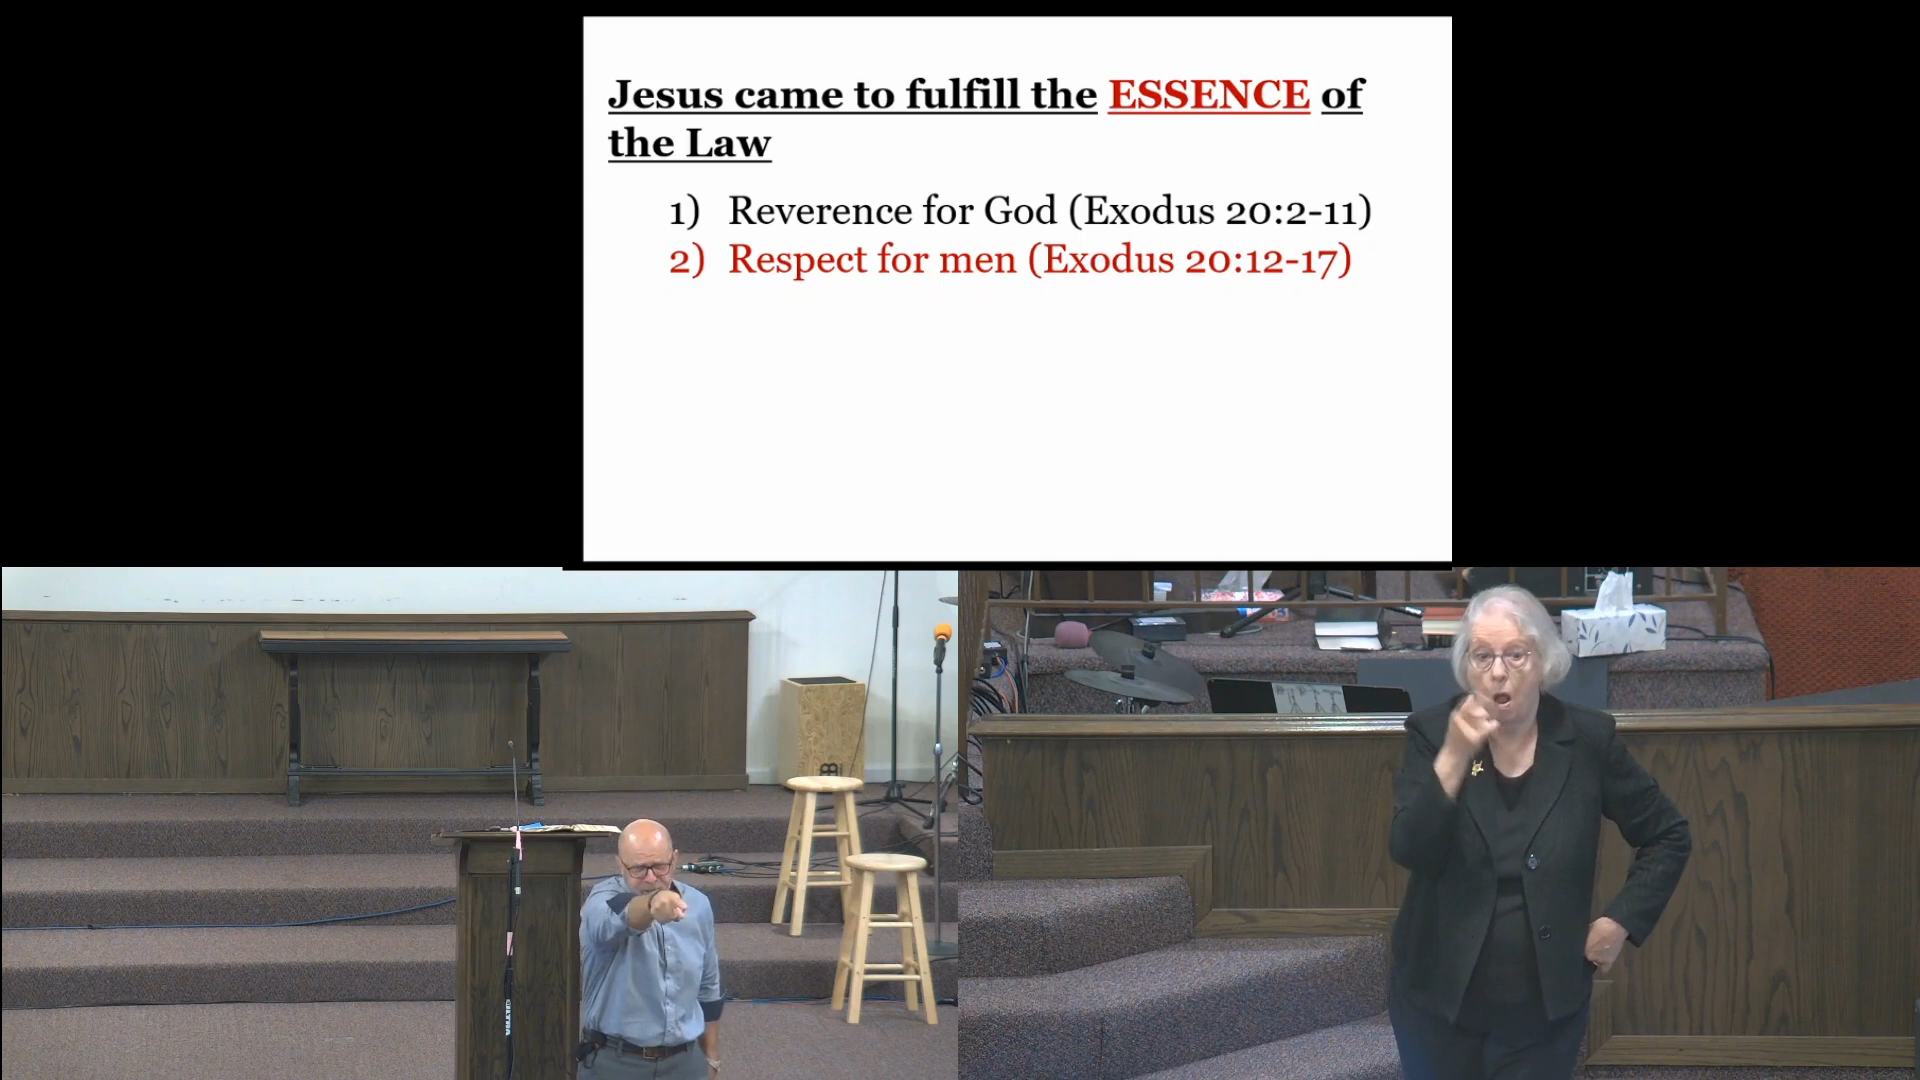 Jesus came to fulfill the ESSENCE of
the Law
1) Reverence for God (Exodus 20:2-11)
2) Respect for men (Exodus 20:12-17)